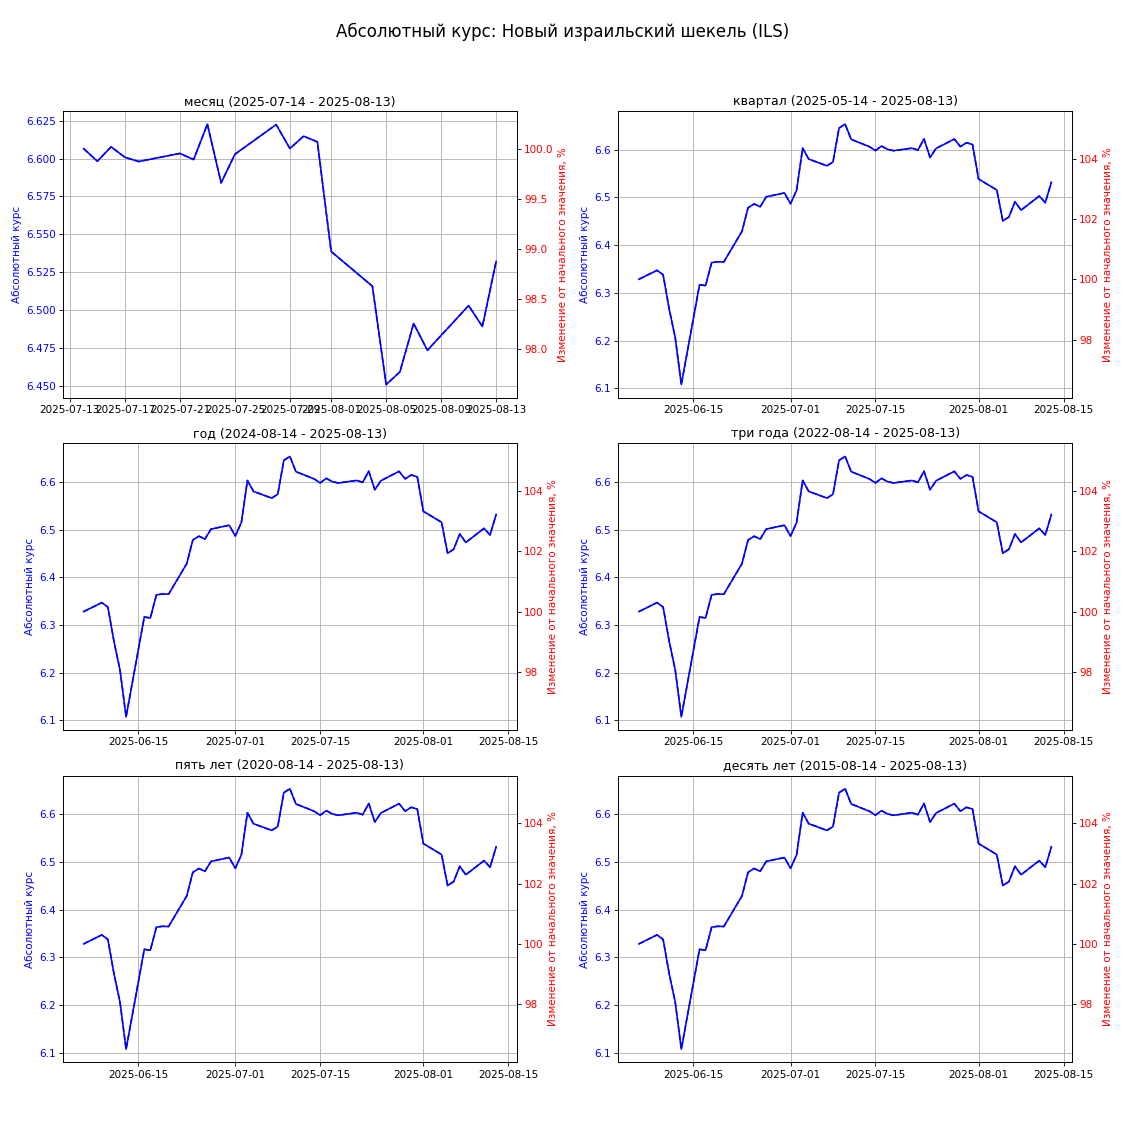 Абсолютный курс: Новый израильский шекель (ILS)
месяц (2025-07-14 - 2025-08-13)
Абсолютный курс
6.625
6.600
6.575
6.550
6.525
6.500
6.475
6.450
2025-07-13 2025-07-17 2025-07-21 2025-07-25 2025-07-29 2025-08-01 2025-08-05 2025-08-09 2025-08-13
100.0
99.5
99.0
98.5
98.0
Изменение от начального значения, %
квартал (2025-05-14 - 2025-08-13)
Абсолютный курс
6.6
6.5
6.4
6.3
6.2
6.1
2025-06-15 2025-07-01 2025-07-15 2025-08-01 2025-08-15
104
102
100
98
Изменение от начального значения, %
год (2024-08-14 - 2025-08-13)
Абсолютный курс
6.6
6.5
6.4
6.3
6.2
6.1
2025-06-15 2025-07-01 2025-07-15 2025-08-01 2025-08-15
104
102
100
98
Изменение от начального значения, %
три года (2022-08-14 - 2025-08-13)
Абсолютный курс
6.6
6.5
6.4
6.3
6.2
6.1
2025-06-15 2025-07-01 2025-07-15 2025-08-01 2025-08-15
104
102
100
98
Изменение от начального значения, %
пять лет (2020-08-14 - 2025-08-13)
Абсолютный курс
6.6
6.5
6.4
6.3
6.2
6.1
2025-06-15 2025-07-01 2025-07-15 2025-08-01 2025-08-15
104
102
100
98
Изменение от начального значения, %
десять лет (2015-08-14 - 2025-08-13)
Абсолютный курс
6.6
6.5
6.4
6.3
6.2
6.1
2025-06-15 2025-07-01 2025-07-15 2025-08-01 2025-08-15
104
102
100
98
Изменение от начального значения, %